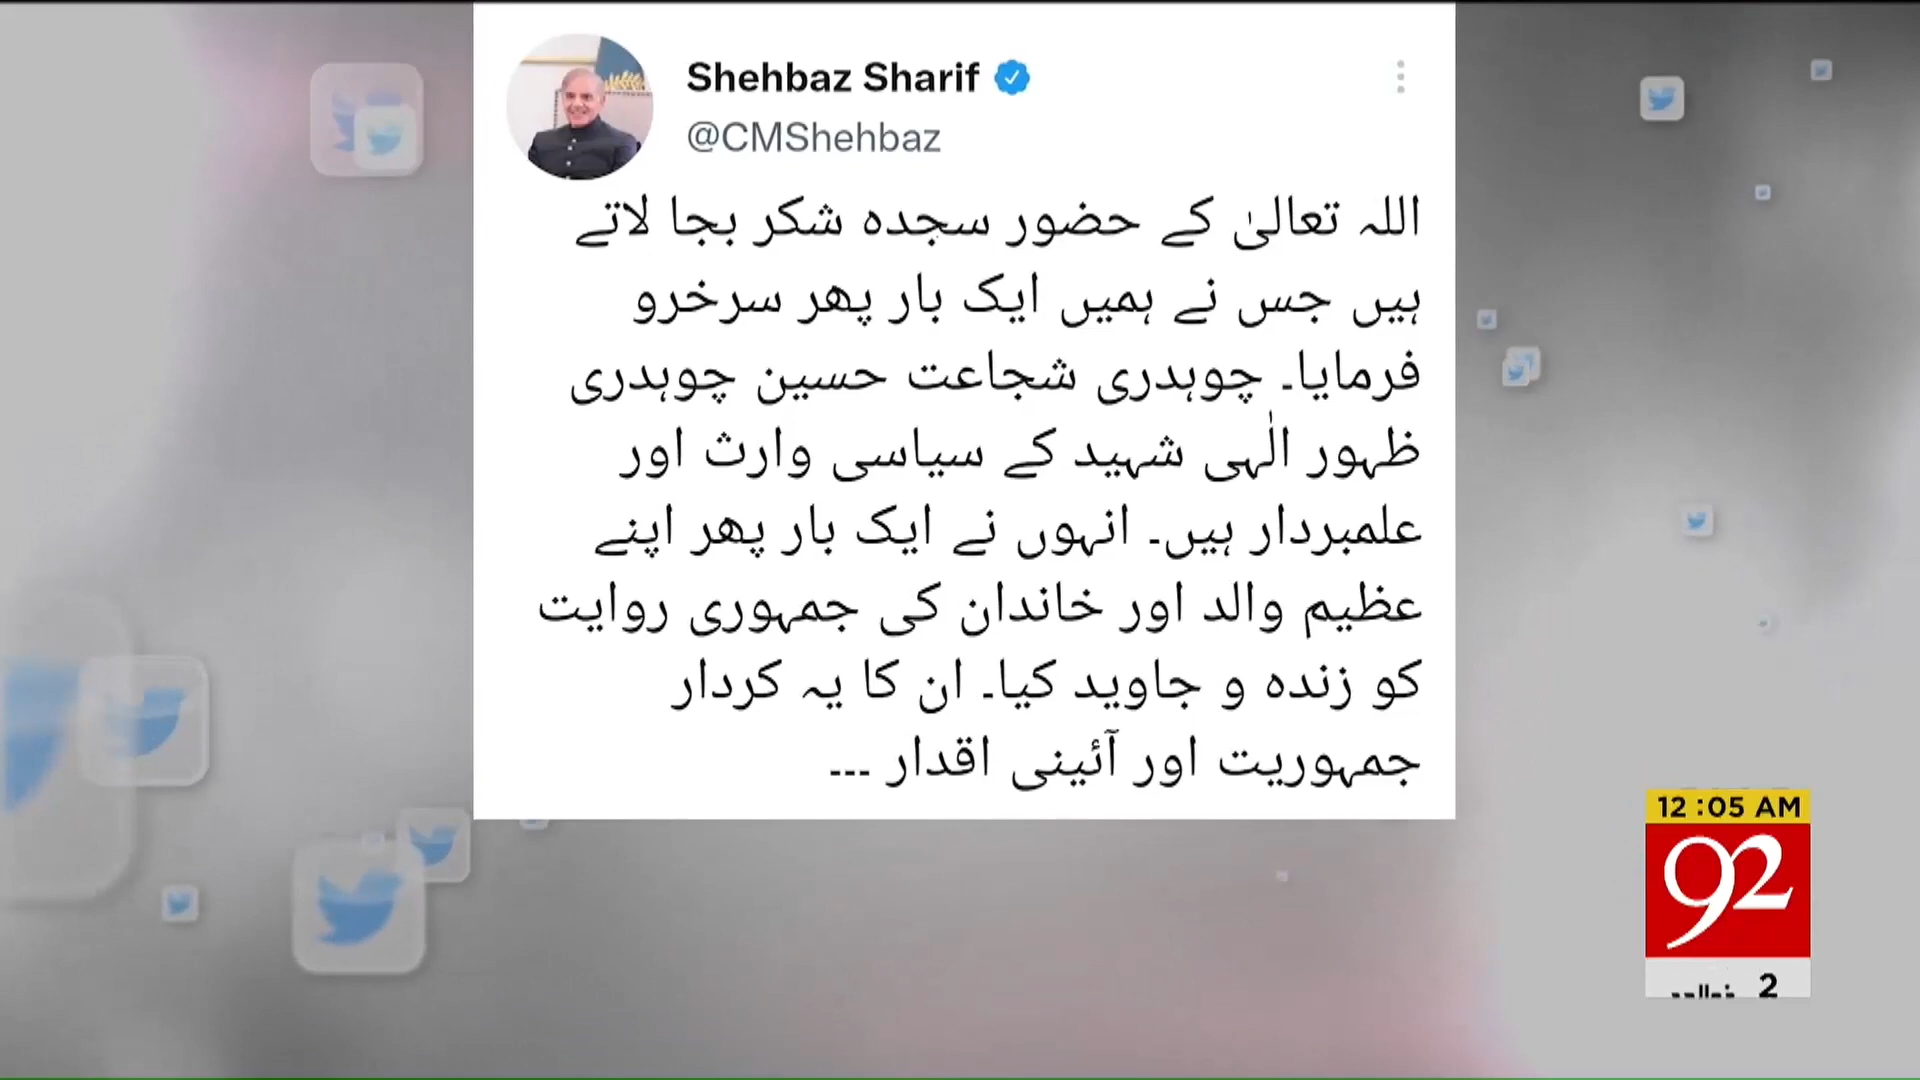 Shehbaz Sharif
@CMShehbaz
اللہ تعالیٰ کے حضور سجدہ شکر بجا لاتے
ہیں جس نے ہمیں ایک بار پھر سرخرو
فرمایا۔ چوہدری شجاعت حسین چوہدری
ظہور الٰہی شہید کے سیاسی وارث اور
علمبردار ہیں۔ انہوں نے ایک بار پھر اپنے
عظیم والد اور خاندان کی جمہوری روایت
کو زندہ و جاوید کیا۔ ان کا یہ کردار
جمہوریت اور آئینی اقدار ...
12:05 AM
92
2